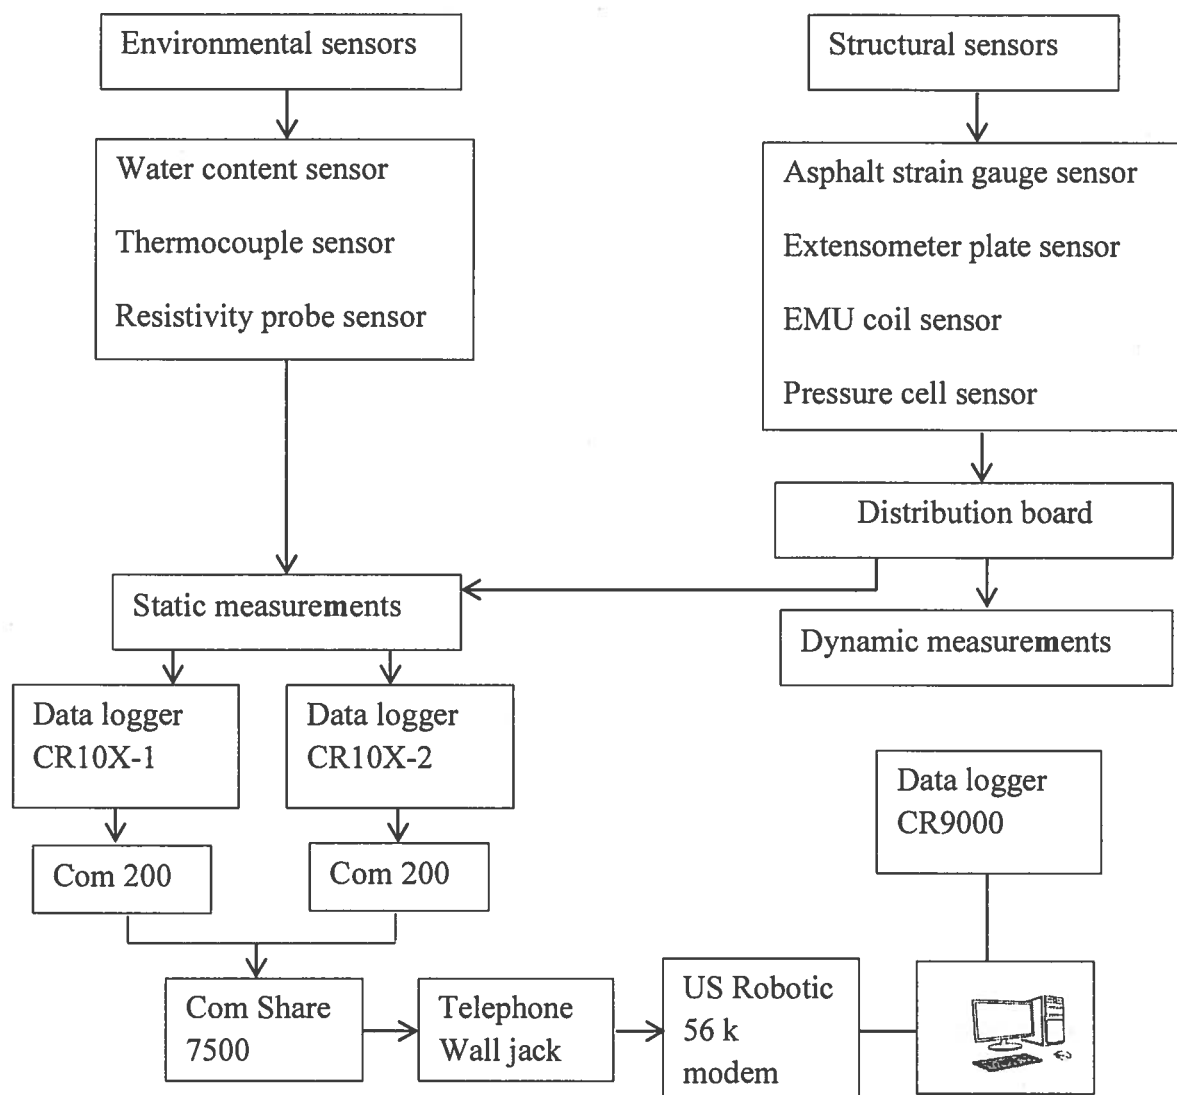 Environmental sensors
Structural sensors
Water content sensor
Thermocouple sensor
Resistivity probe sensor
Asphalt strain gauge sensor
Extensometer plate sensor
EMU coil sensor
Pressure cell sensor
Distribution board
Static measurements
Dynamic measurements
Data logger
CR10X-1
Data logger
CR10X-2
Data logger
CR9000
Com 200
Com 200
Com Share
7500
Telephone
Wall jack
US Robotic
56 k
modem